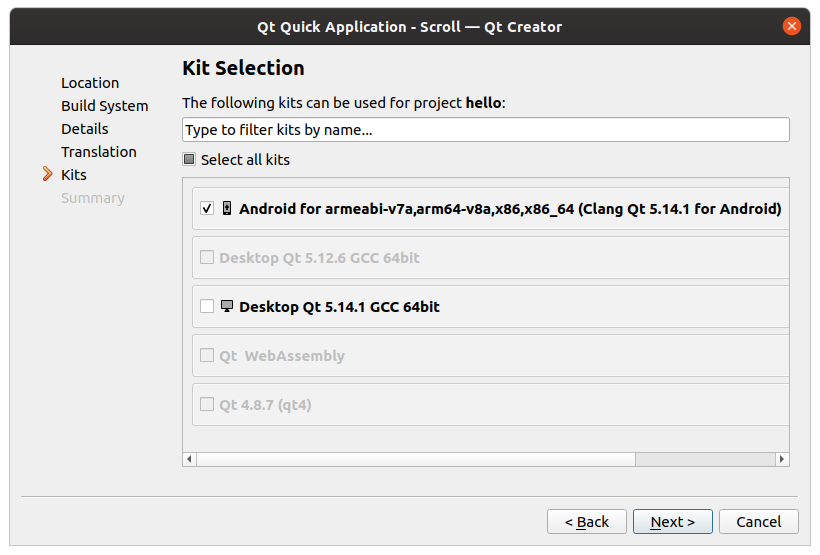 Qt Quick Application - Scroll — Qt Creator
Location
Build System
Details
Translation
Kits
Summary
Kit Selection
The following kits can be used for project hello:
Type to filter kits by name...
Select all kits
Android for armeabi-v7a,arm64-v8a,x86,x86_64 (Clang Qt 5.14.1 for Android)
Desktop Qt 5.12.6 GCC 64bit
Desktop Qt 5.14.1 GCC 64bit
Qt  WebAssembly
Qt 4.8.7 (qt4)
< Back
Next >
Cancel